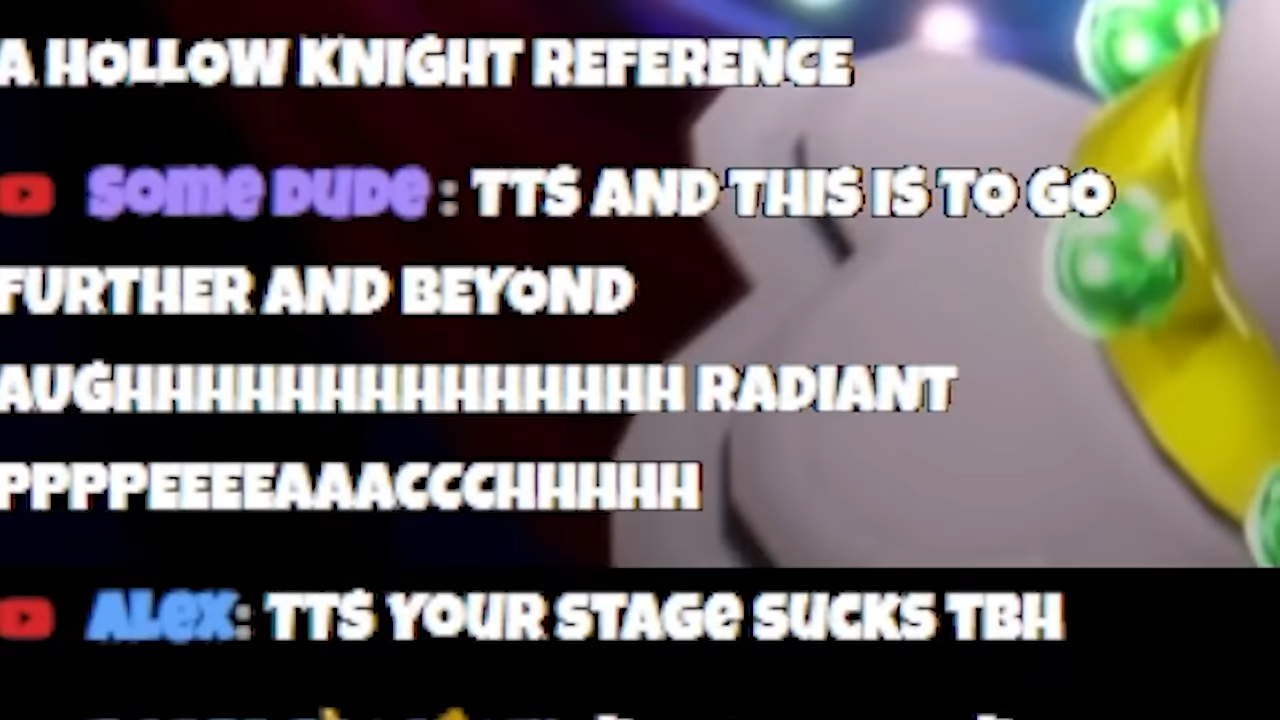 A HOLLOW KNIGHT REFERENCE
SOME DUDE : TTS AND THIS IS TO GO
FURTHER AND BEYOND
AUGHHHHHHHHHHHHHHH RADIANT
PPPPEEEEAAACCCHHHHH
ALEX: TTS YOUR STAGE SUCKS TBH